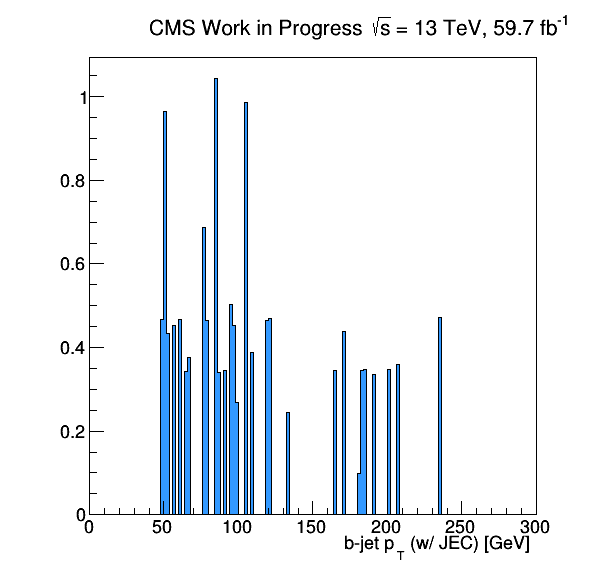 CMS Work in Progress √s = 13 TeV, 59.7 fb⁻¹
1
0.8
0.6
0.4
0.2
0
0 50 100 150 200 250 300
b-jet p_T (w/ JEC) [GeV]